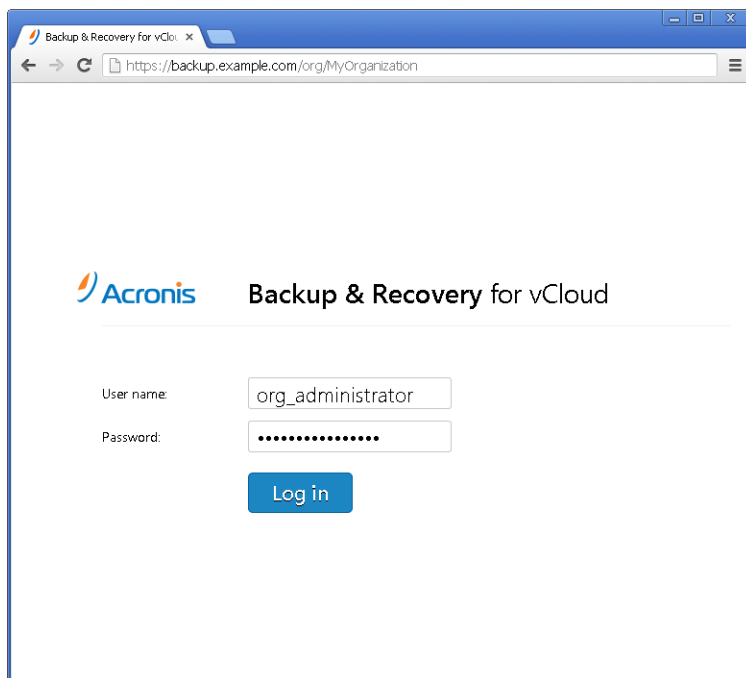 Backup & Recovery for vClou
https://backup.example.com/org/MyOrganization
Acronis
Backup & Recovery for vCloud
User name:
org_administrator
Password:
••••••••••••••••
Log in